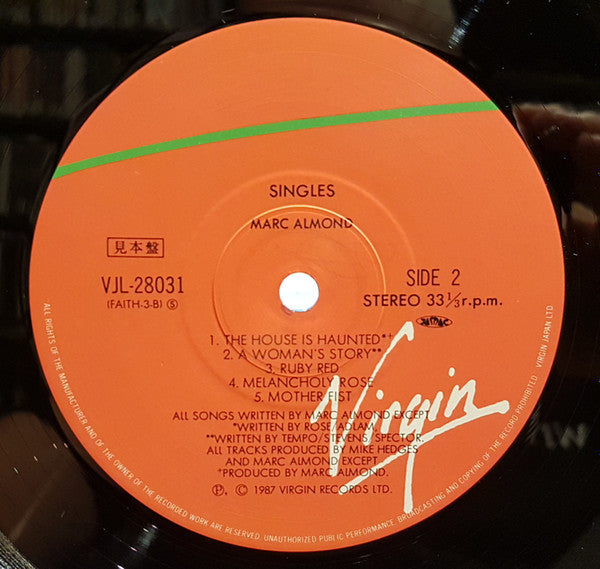 SINGLES
MARC ALMOND
見本盤
VJL-28031
(FAITH-3-B) ⑤
SIDE 2
STEREO 33 1/3 r.p.m.
1. THE HOUSE IS HAUNTED*+
2. A WOMAN'S STORY**
3. RUBY RED
4. MELANCHOLY ROSE
5. MOTHER FIST
ALL SONGS WRITTEN BY MARC ALMOND EXCEPT
*WRITTEN BY ROSE/ADLAM.
**WRITTEN BY TEMPO/STEVENS/SPECTOR.
ALL TRACKS PRODUCED BY MIKE HEDGES
AND MARC ALMOND EXCEPT
+PRODUCED BY MARC ALMOND.
Ⓟ, © 1987 VIRGIN RECORDS LTD.
Virgin
ALL RIGHTS OF THE MANUFACTURER AND OF THE OWNER OF THE RECORDED WORK ARE RESERVED. UNAUTHORIZED PUBLIC PERFORMANCE, BROADCASTING AND COPYING OF THE RECORD PROHIBITED. VIRGIN JAPAN LTD.